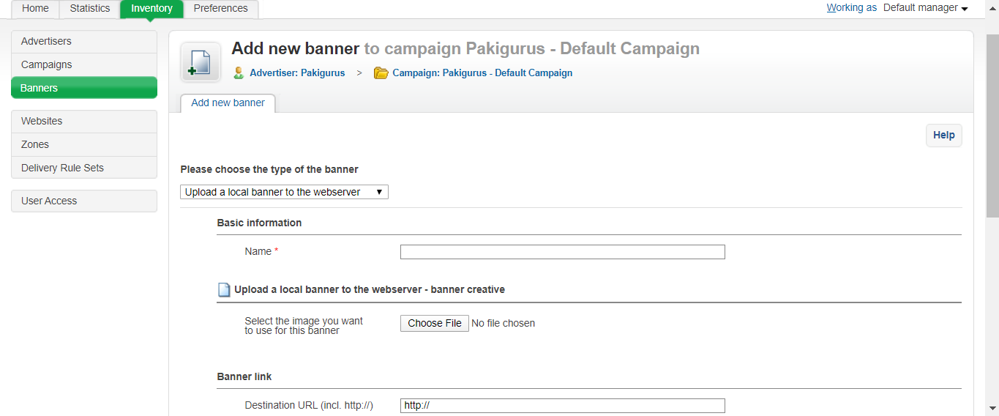 Home Statistics Inventory Preferences Working as Default manager
Advertisers
Campaigns
Banners
Websites
Zones
Delivery Rule Sets
User Access
Add new banner to campaign Pakigurus - Default Campaign
Advertiser: Pakigurus > Campaign: Pakigurus - Default Campaign
Add new banner
Help
Please choose the type of the banner
Upload a local banner to the webserver
Basic information
Name *
Upload a local banner to the webserver - banner creative
Select the image you want
to use for this banner
Choose File No file chosen
Banner link
Destination URL (incl. http://) http://